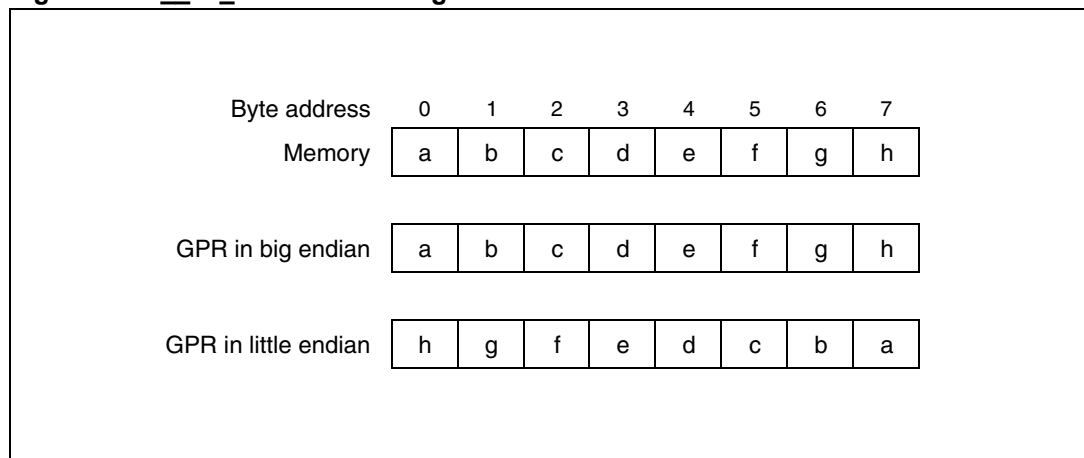 Byte address 0 1 2 3 4 5 6 7
Memory a b c d e f g h
GPR in big endian a b c d e f g h
GPR in little endian h g f e d c b a